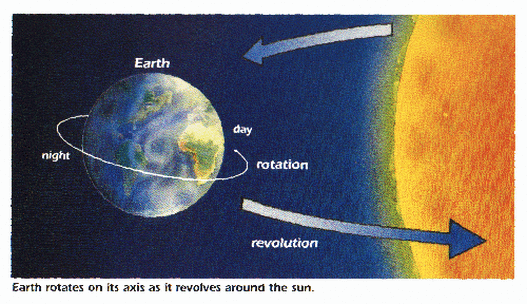 Earth
day
night
rotation
revolution
Earth rotates on its axis as it revolves around the sun.